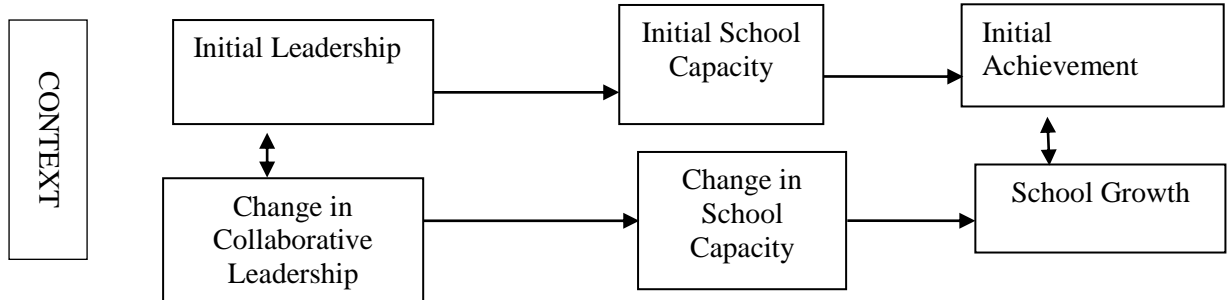 CONTEXT
Initial Leadership
Initial School
Capacity
Initial
Achievement
Change in
Collaborative
Leadership
Change in
School
Capacity
School Growth